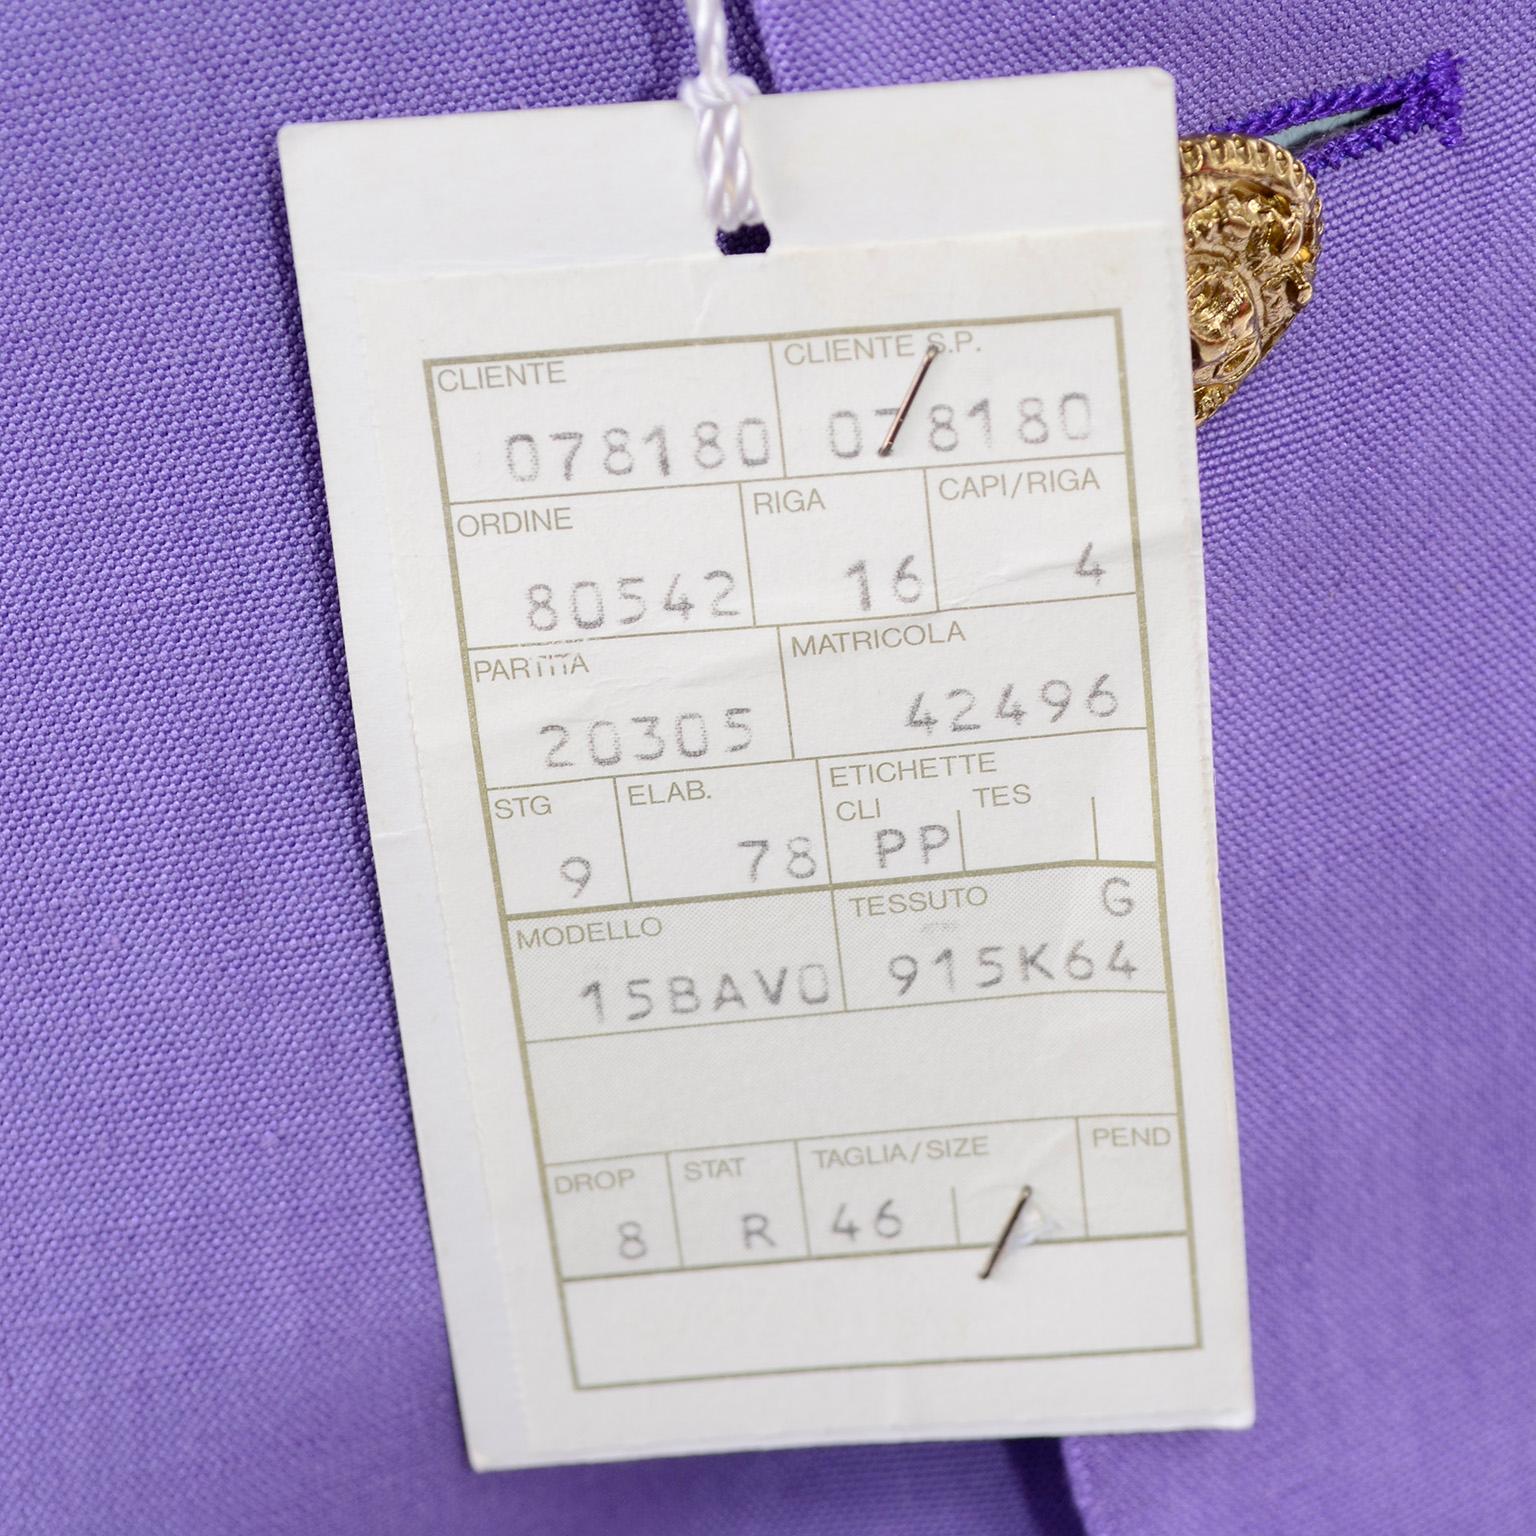 CLIENTE CLIENTE S.P.
078180 078180
ORDINE RIGA CAPI/RIGA
80542 16 4
PARTITA MATRICOLA
20305 42496
STG ELAB. ETICHETTE
CLI TES
9 78 PP
MODELLO TESSUTO G
15BAV0 915K64
DROP STAT TAGLIA/SIZE PEND
8 R 46